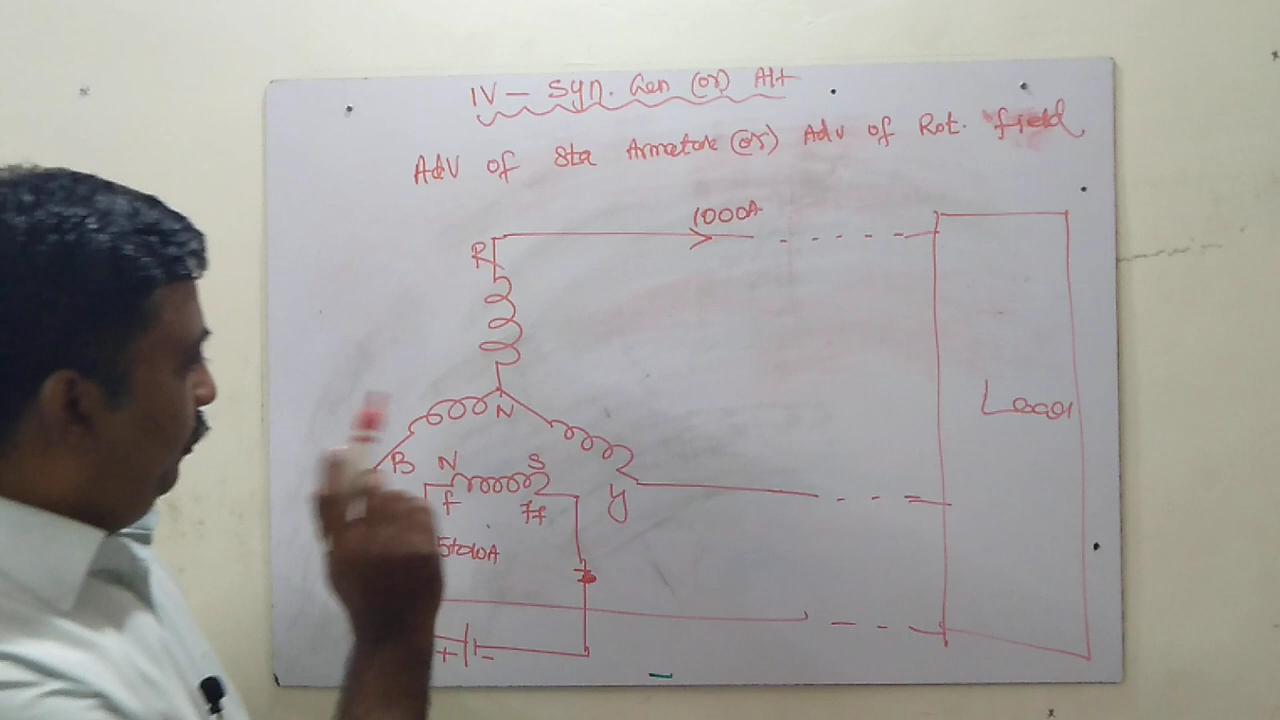 IV - Syn. Gen (or) Alt
Adv of Sta Armature (or) Adv of Rot. field
1000A
R
N
B
N
S
f
ff
Y
Load
+
-